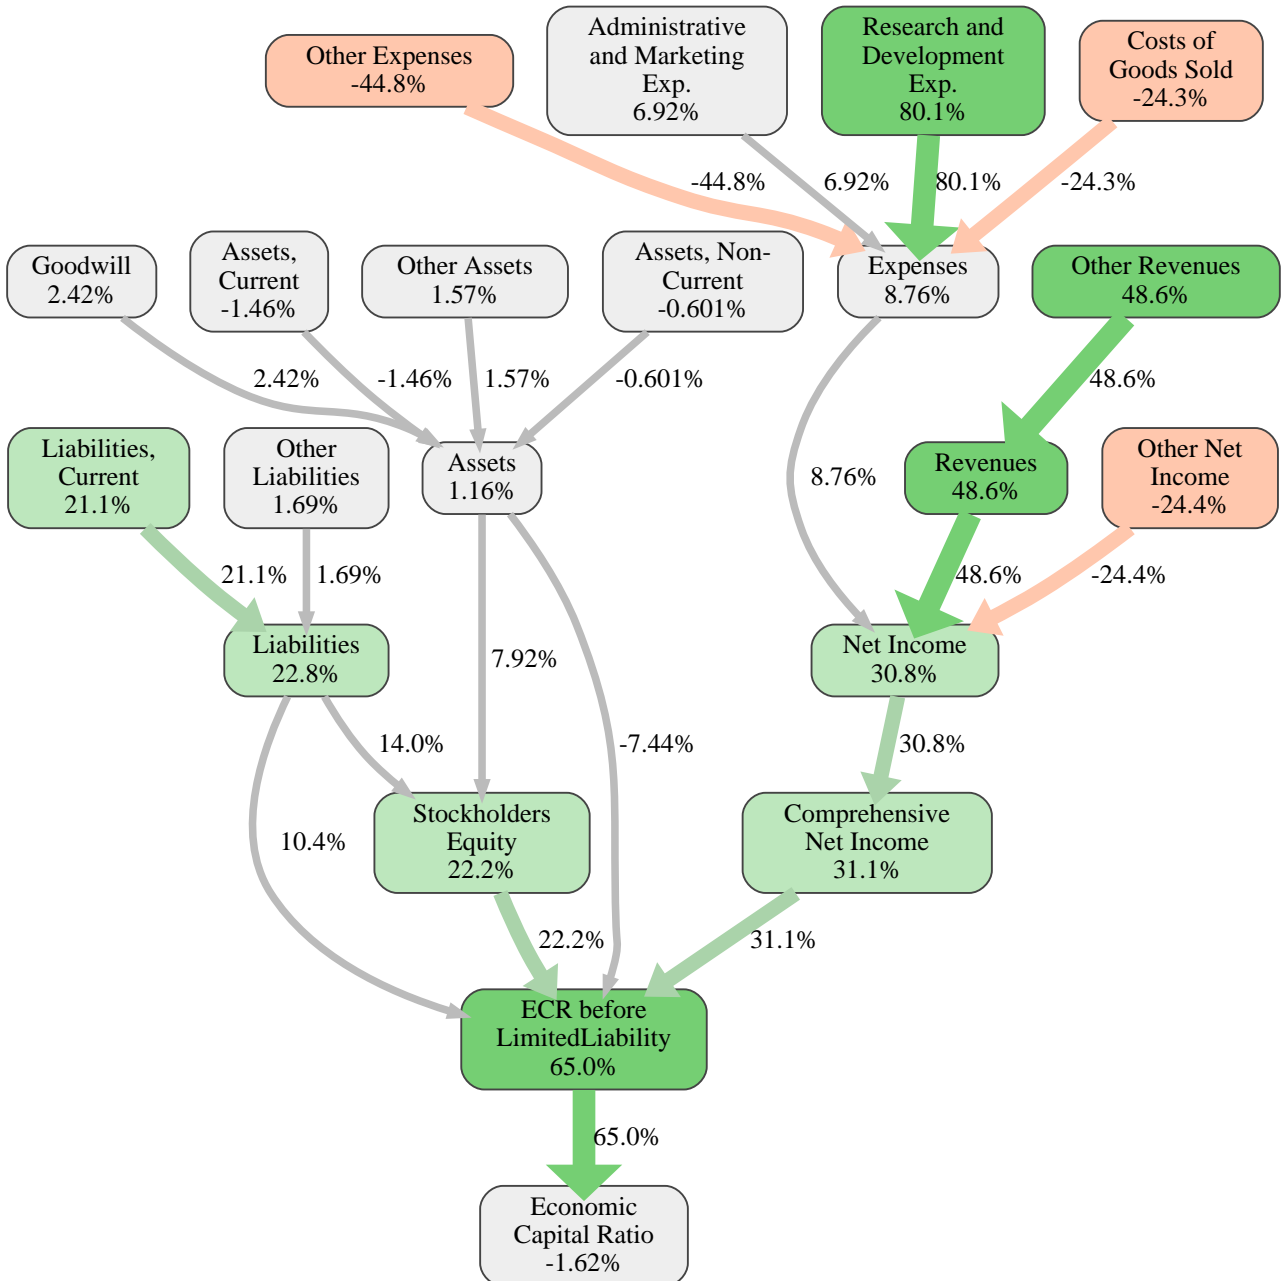 Other Expenses
-44.8%
Administrative
and Marketing
Exp.
6.92%
Research and
Development
Exp.
80.1%
Costs of
Goods Sold
-24.3%
-44.8%
6.92%
80.1%
-24.3%
Goodwill
2.42%
Assets,
Current
-1.46%
Other Assets
1.57%
Assets, Non-
Current
-0.601%
Expenses
8.76%
Other Revenues
48.6%
2.42%
-1.46%
1.57%
-0.601%
48.6%
Liabilities,
Current
21.1%
Other
Liabilities
1.69%
Assets
1.16%
8.76%
Revenues
48.6%
Other Net
Income
-24.4%
21.1%
1.69%
48.6%
-24.4%
Liabilities
22.8%
7.92%
Net Income
30.8%
14.0%
-7.44%
30.8%
10.4%
Stockholders
Equity
22.2%
Comprehensive
Net Income
31.1%
22.2%
31.1%
ECR before
LimitedLiability
65.0%
65.0%
Economic
Capital Ratio
-1.62%